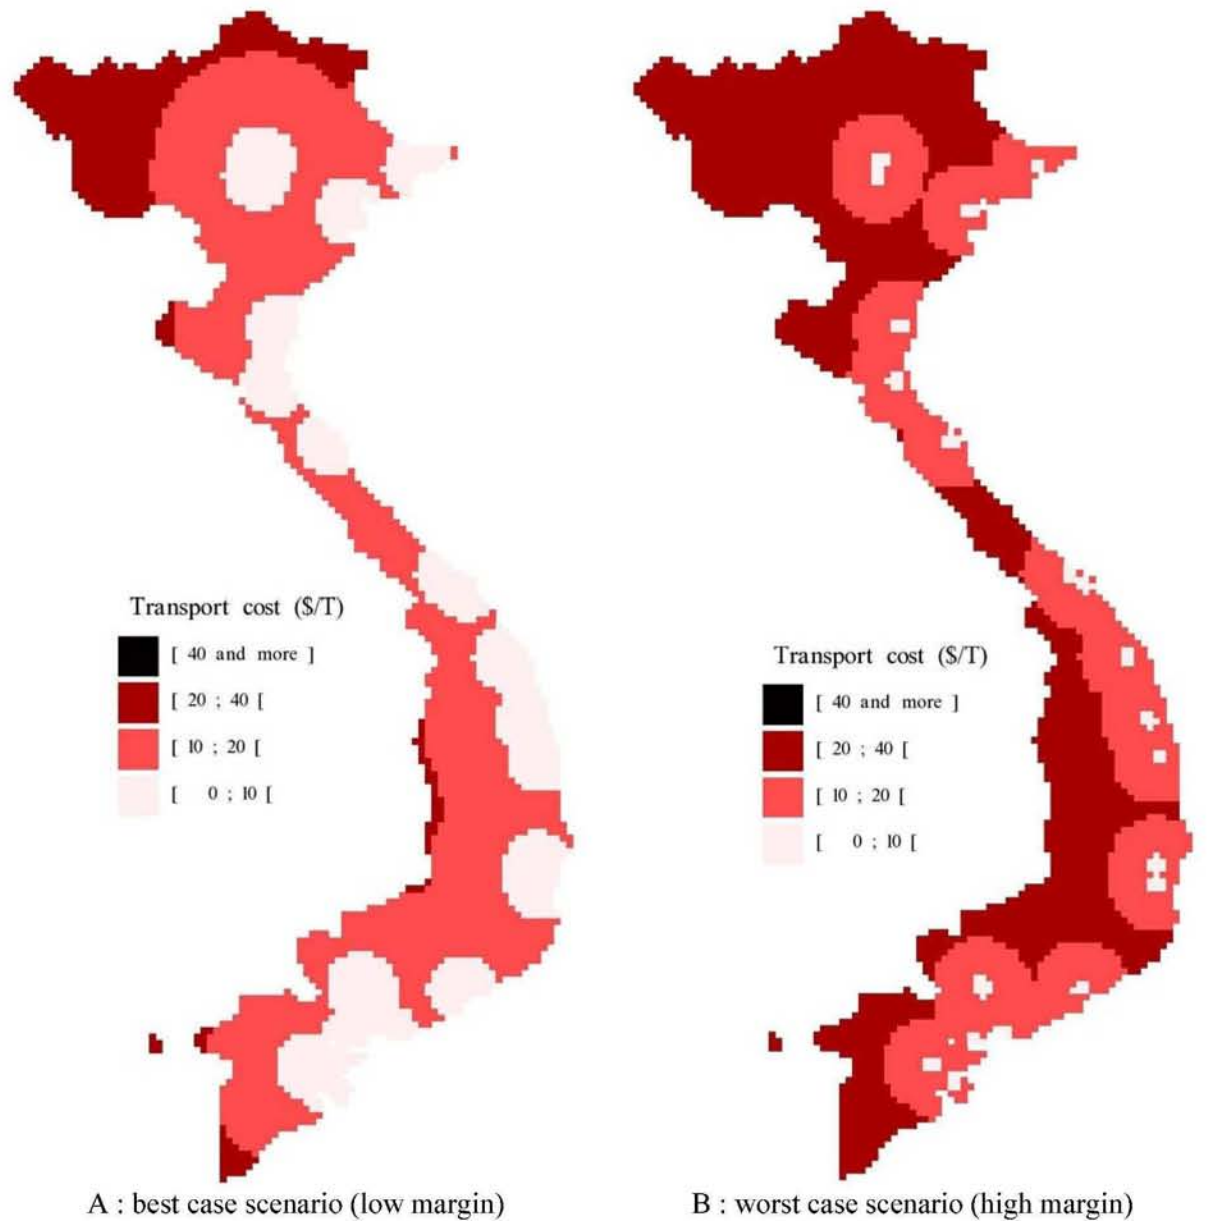 Transport cost ($/T)
[ 40 and more ]
[ 20 ; 40 [
[ 10 ; 20 [
[ 0 ; 10 [
Transport cost ($/T)
[ 40 and more ]
[ 20 ; 40 [
[ 10 ; 20 [
[ 0 ; 10 [
A : best case scenario (low margin)
B : worst case scenario (high margin)